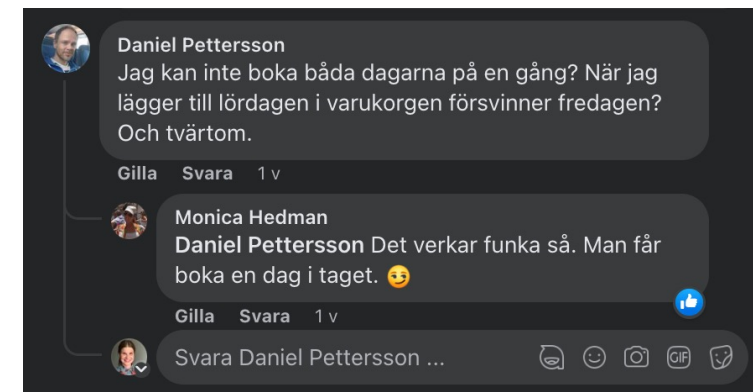 Daniel Pettersson
Jag kan inte boka båda dagarna på en gång? När jag
lägger till lördagen i varukorgen försvinner fredagen?
Och tvärtom.
Gilla Svara 1 v
Monica Hedman
Daniel Pettersson Det verkar funka så. Man får
boka en dag i taget. 😏
Gilla Svara 1 v
Svara Daniel Pettersson ...
GIF